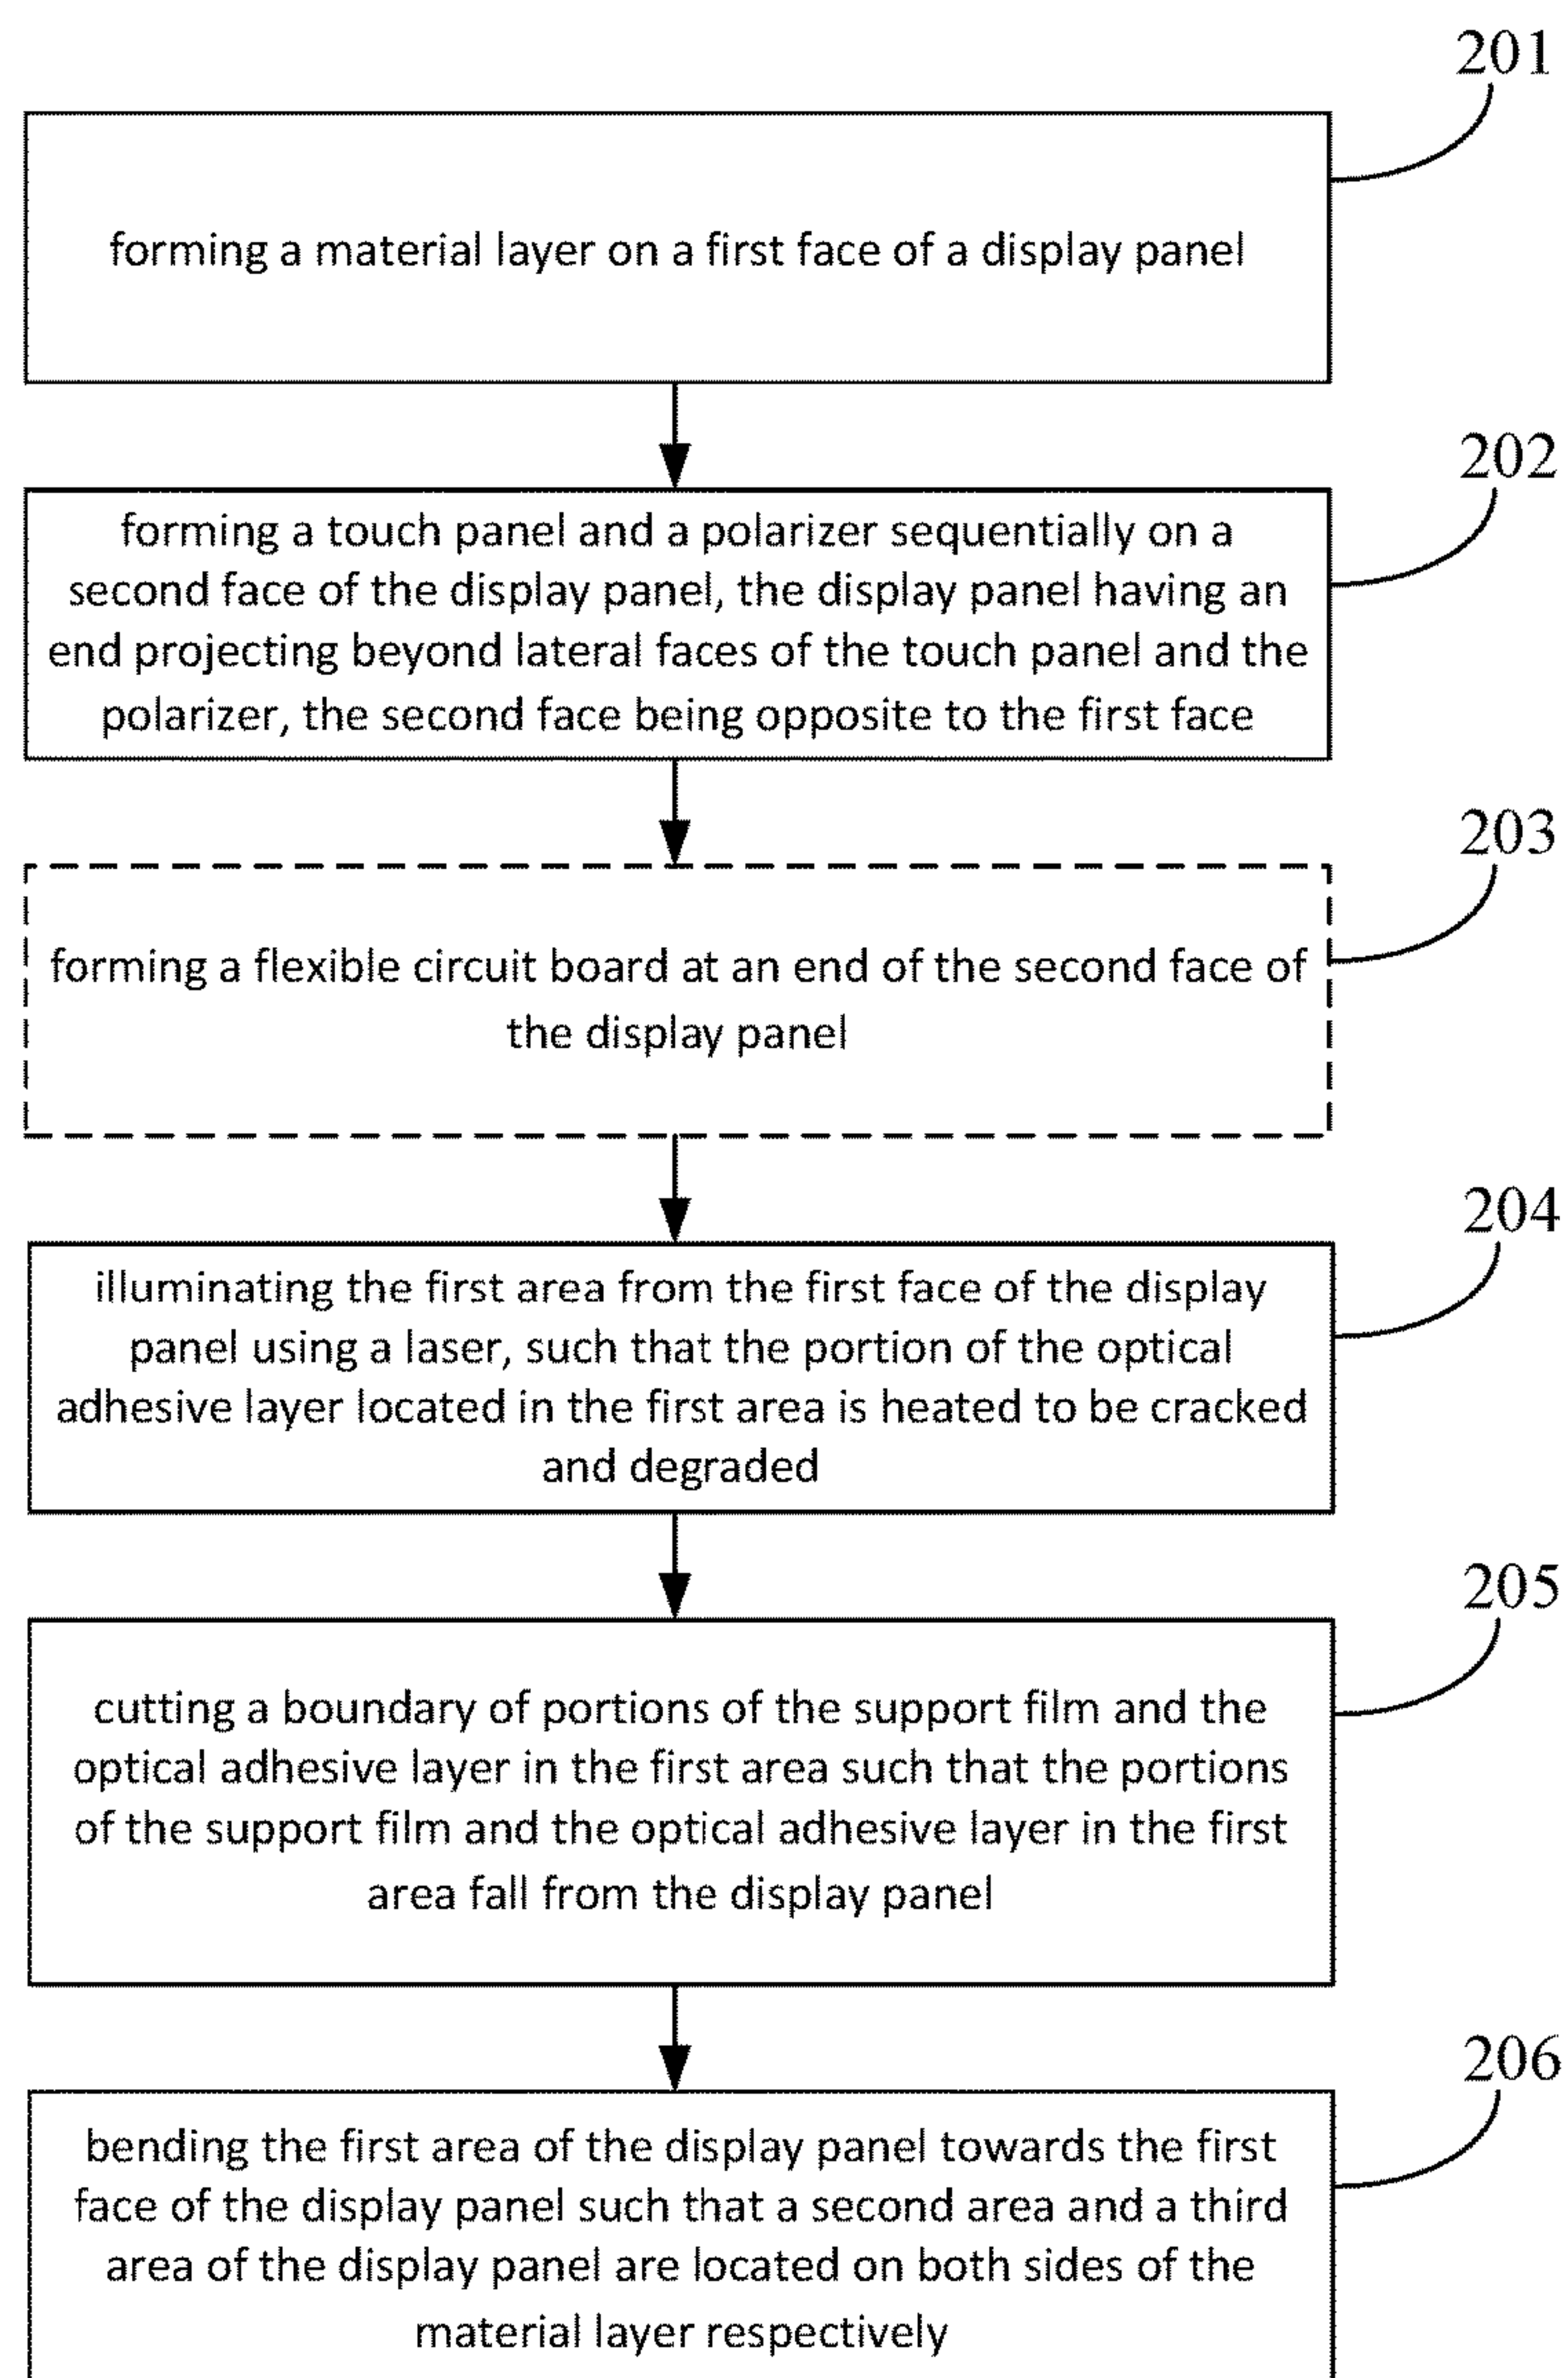 201
forming a material layer on a first face of a display panel
202
forming a touch panel and a polarizer sequentially on a
second face of the display panel, the display panel having an
end projecting beyond lateral faces of the touch panel and the
polarizer, the second face being opposite to the first face
203
forming a flexible circuit board at an end of the second face of
the display panel
204
illuminating the first area from the first face of the display
panel using a laser, such that the portion of the optical
adhesive layer located in the first area is heated to be cracked
and degraded
205
cutting a boundary of portions of the support film and the
optical adhesive layer in the first area such that the portions
of the support film and the optical adhesive layer in the first
area fall from the display panel
206
bending the first area of the display panel towards the first
face of the display panel such that a second area and a third
area of the display panel are located on both sides of the
material layer respectively